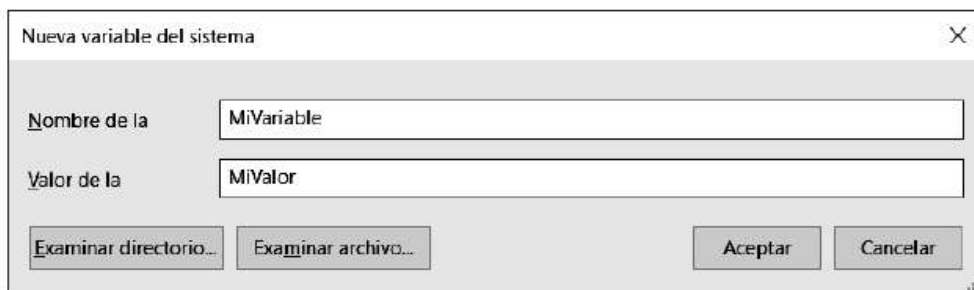 Nueva variable del sistema
Nombre de la MiVariable
Valor de la MiValor
Examinar directorio... Examinar archivo... Aceptar Cancelar